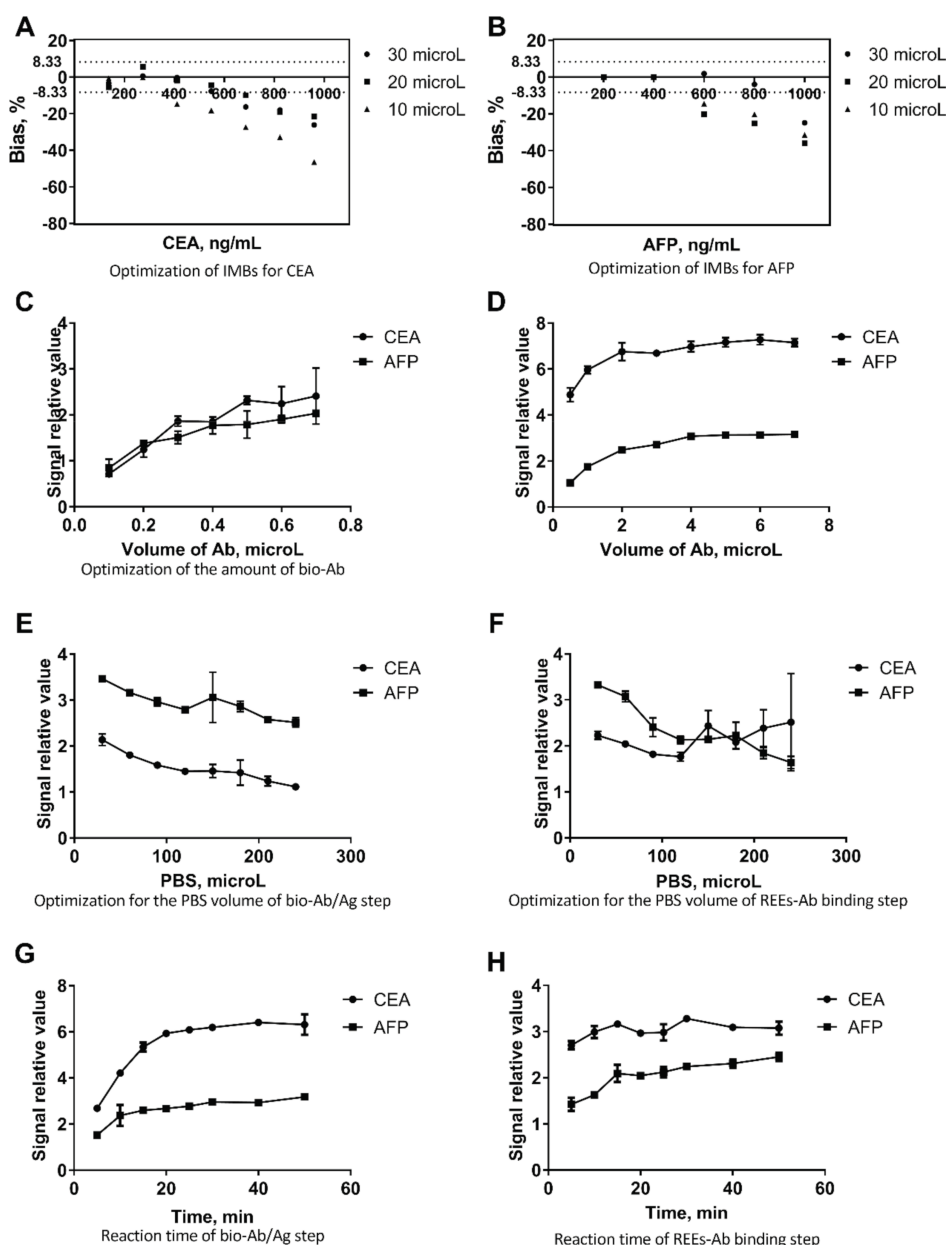 A
20
8.33
0
-8.33
-20
-40
-60
-80
200 400 600 800 1000
Bias, %
CEA, ng/mL
30 microL
20 microL
10 microL
Optimization of IMBs for CEA
B
20
8.33
0
-8.33
-20
-40
-60
-80
200 400 600 800 1000
Bias, %
AFP, ng/mL
30 microL
20 microL
10 microL
Optimization of IMBs for AFP
C
4
3
2
1
0
0.0 0.2 0.4 0.6 0.8
Signal relative value
Volume of Ab, microL
CEA
AFP
Optimization of the amount of bio-Ab
D
8
6
4
2
0
2 4 6 8
Signal relative value
Volume of Ab, microL
CEA
AFP
E
4
3
2
1
0
0 100 200 300
Signal relative value
PBS, microL
CEA
AFP
Optimization for the PBS volume of bio-Ab/Ag step
F
4
3
2
1
0
0 100 200 300
Signal relative value
PBS, microL
CEA
AFP
Optimization for the PBS volume of REEs-Ab binding step
G
8
6
4
2
0
0 20 40 60
Signal relative value
Time, min
CEA
AFP
Reaction time of bio-Ab/Ag step
H
4
3
2
1
0
0 20 40 60
Signal relative value
Time, min
CEA
AFP
Reaction time of REEs-Ab binding step